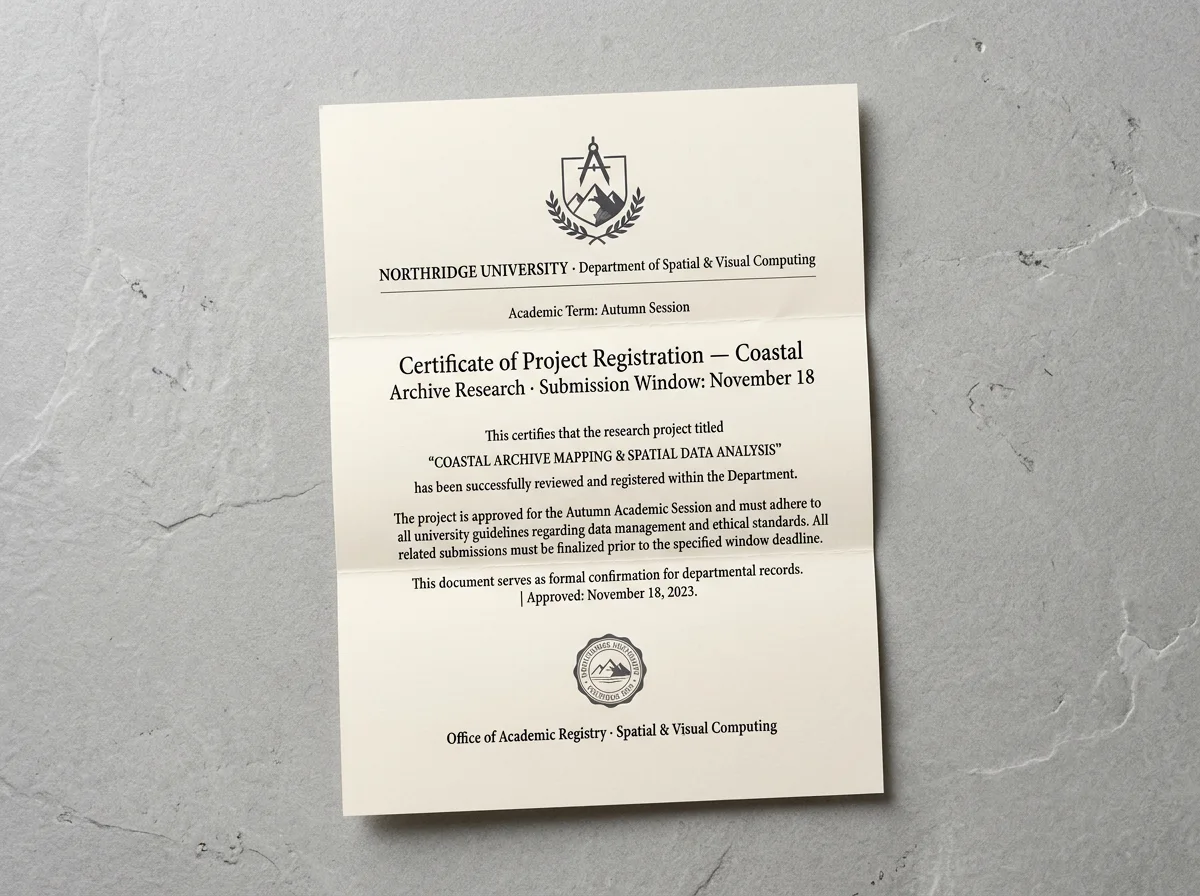 NORTHRIDGE UNIVERSITY · Department of Spatial & Visual Computing
Academic Term: Autumn Session
Certificate of Project Registration — Coastal
Archive Research · Submission Window: November 18
This certifies that the research project titled
“COASTAL ARCHIVE MAPPING & SPATIAL DATA ANALYSIS”
has been successfully reviewed and registered within the Department.
The project is approved for the Autumn Academic Session and must adhere to
all university guidelines regarding data management and ethical standards. All
related submissions must be finalized prior to the specified window deadline.
This document serves as formal confirmation for departmental records.
| Approved: November 18, 2023.
Office of Academic Registry · Spatial & Visual Computing